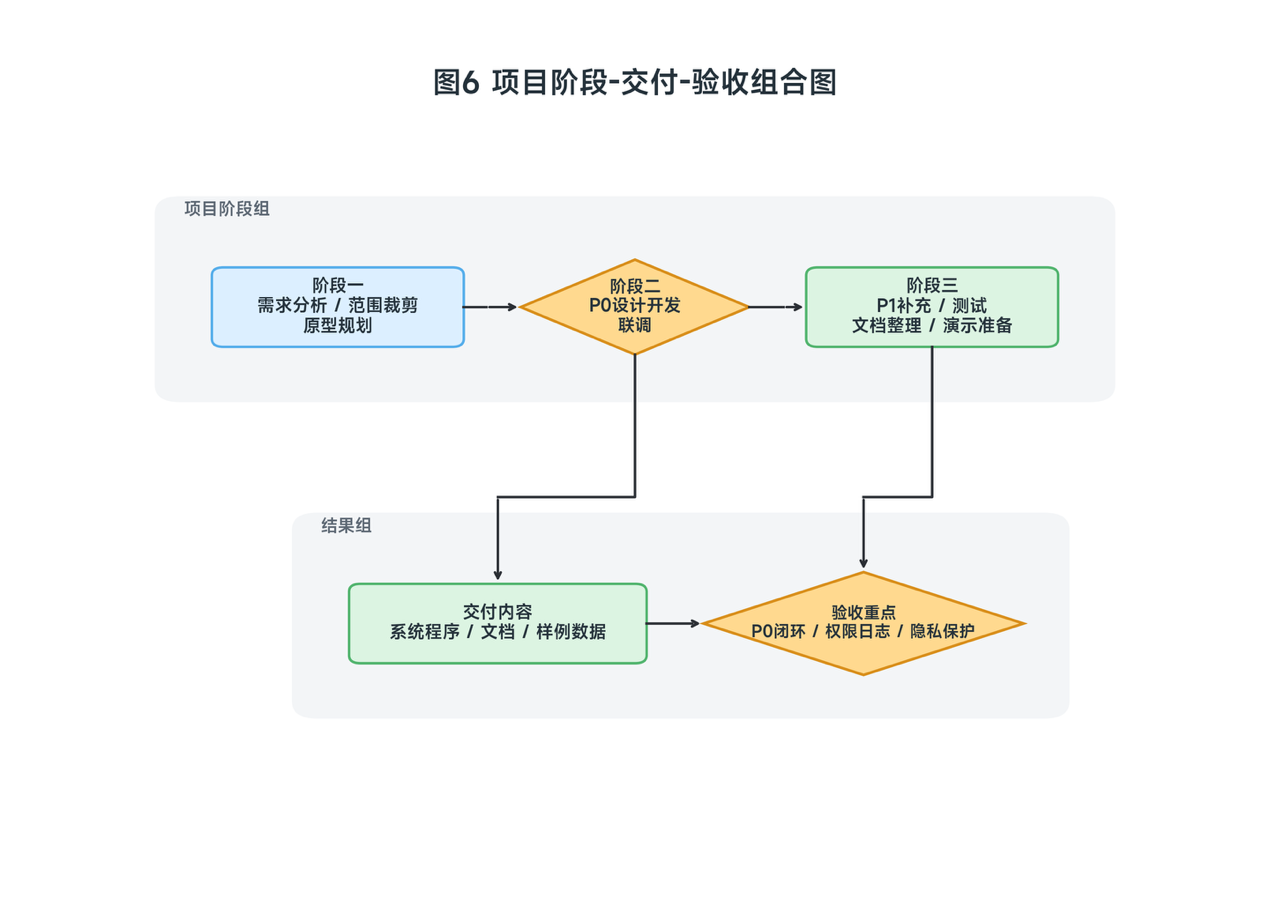 图6 项目阶段-交付-验收组合图
项目阶段组
阶段一
需求分析 / 范围裁剪
原型规划
阶段二
P0设计开发
联调
阶段三
P1补充 / 测试
文档整理 / 演示准备
结果组
交付内容
系统程序 / 文档 / 样例数据
验收重点
P0闭环 / 权限日志 / 隐私保护